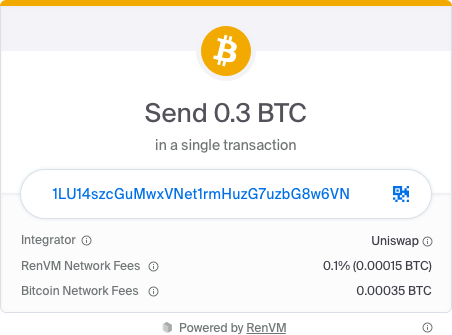 Send 0.3 BTC
in a single transaction
1LU14szcGuMwxVNet1rmHuzG7uzbG8w6VN
Integrator
Uniswap
RenVM Network Fees
0.1% (0.00015 BTC)
Bitcoin Network Fees
0.00035 BTC
Powered by RenVM